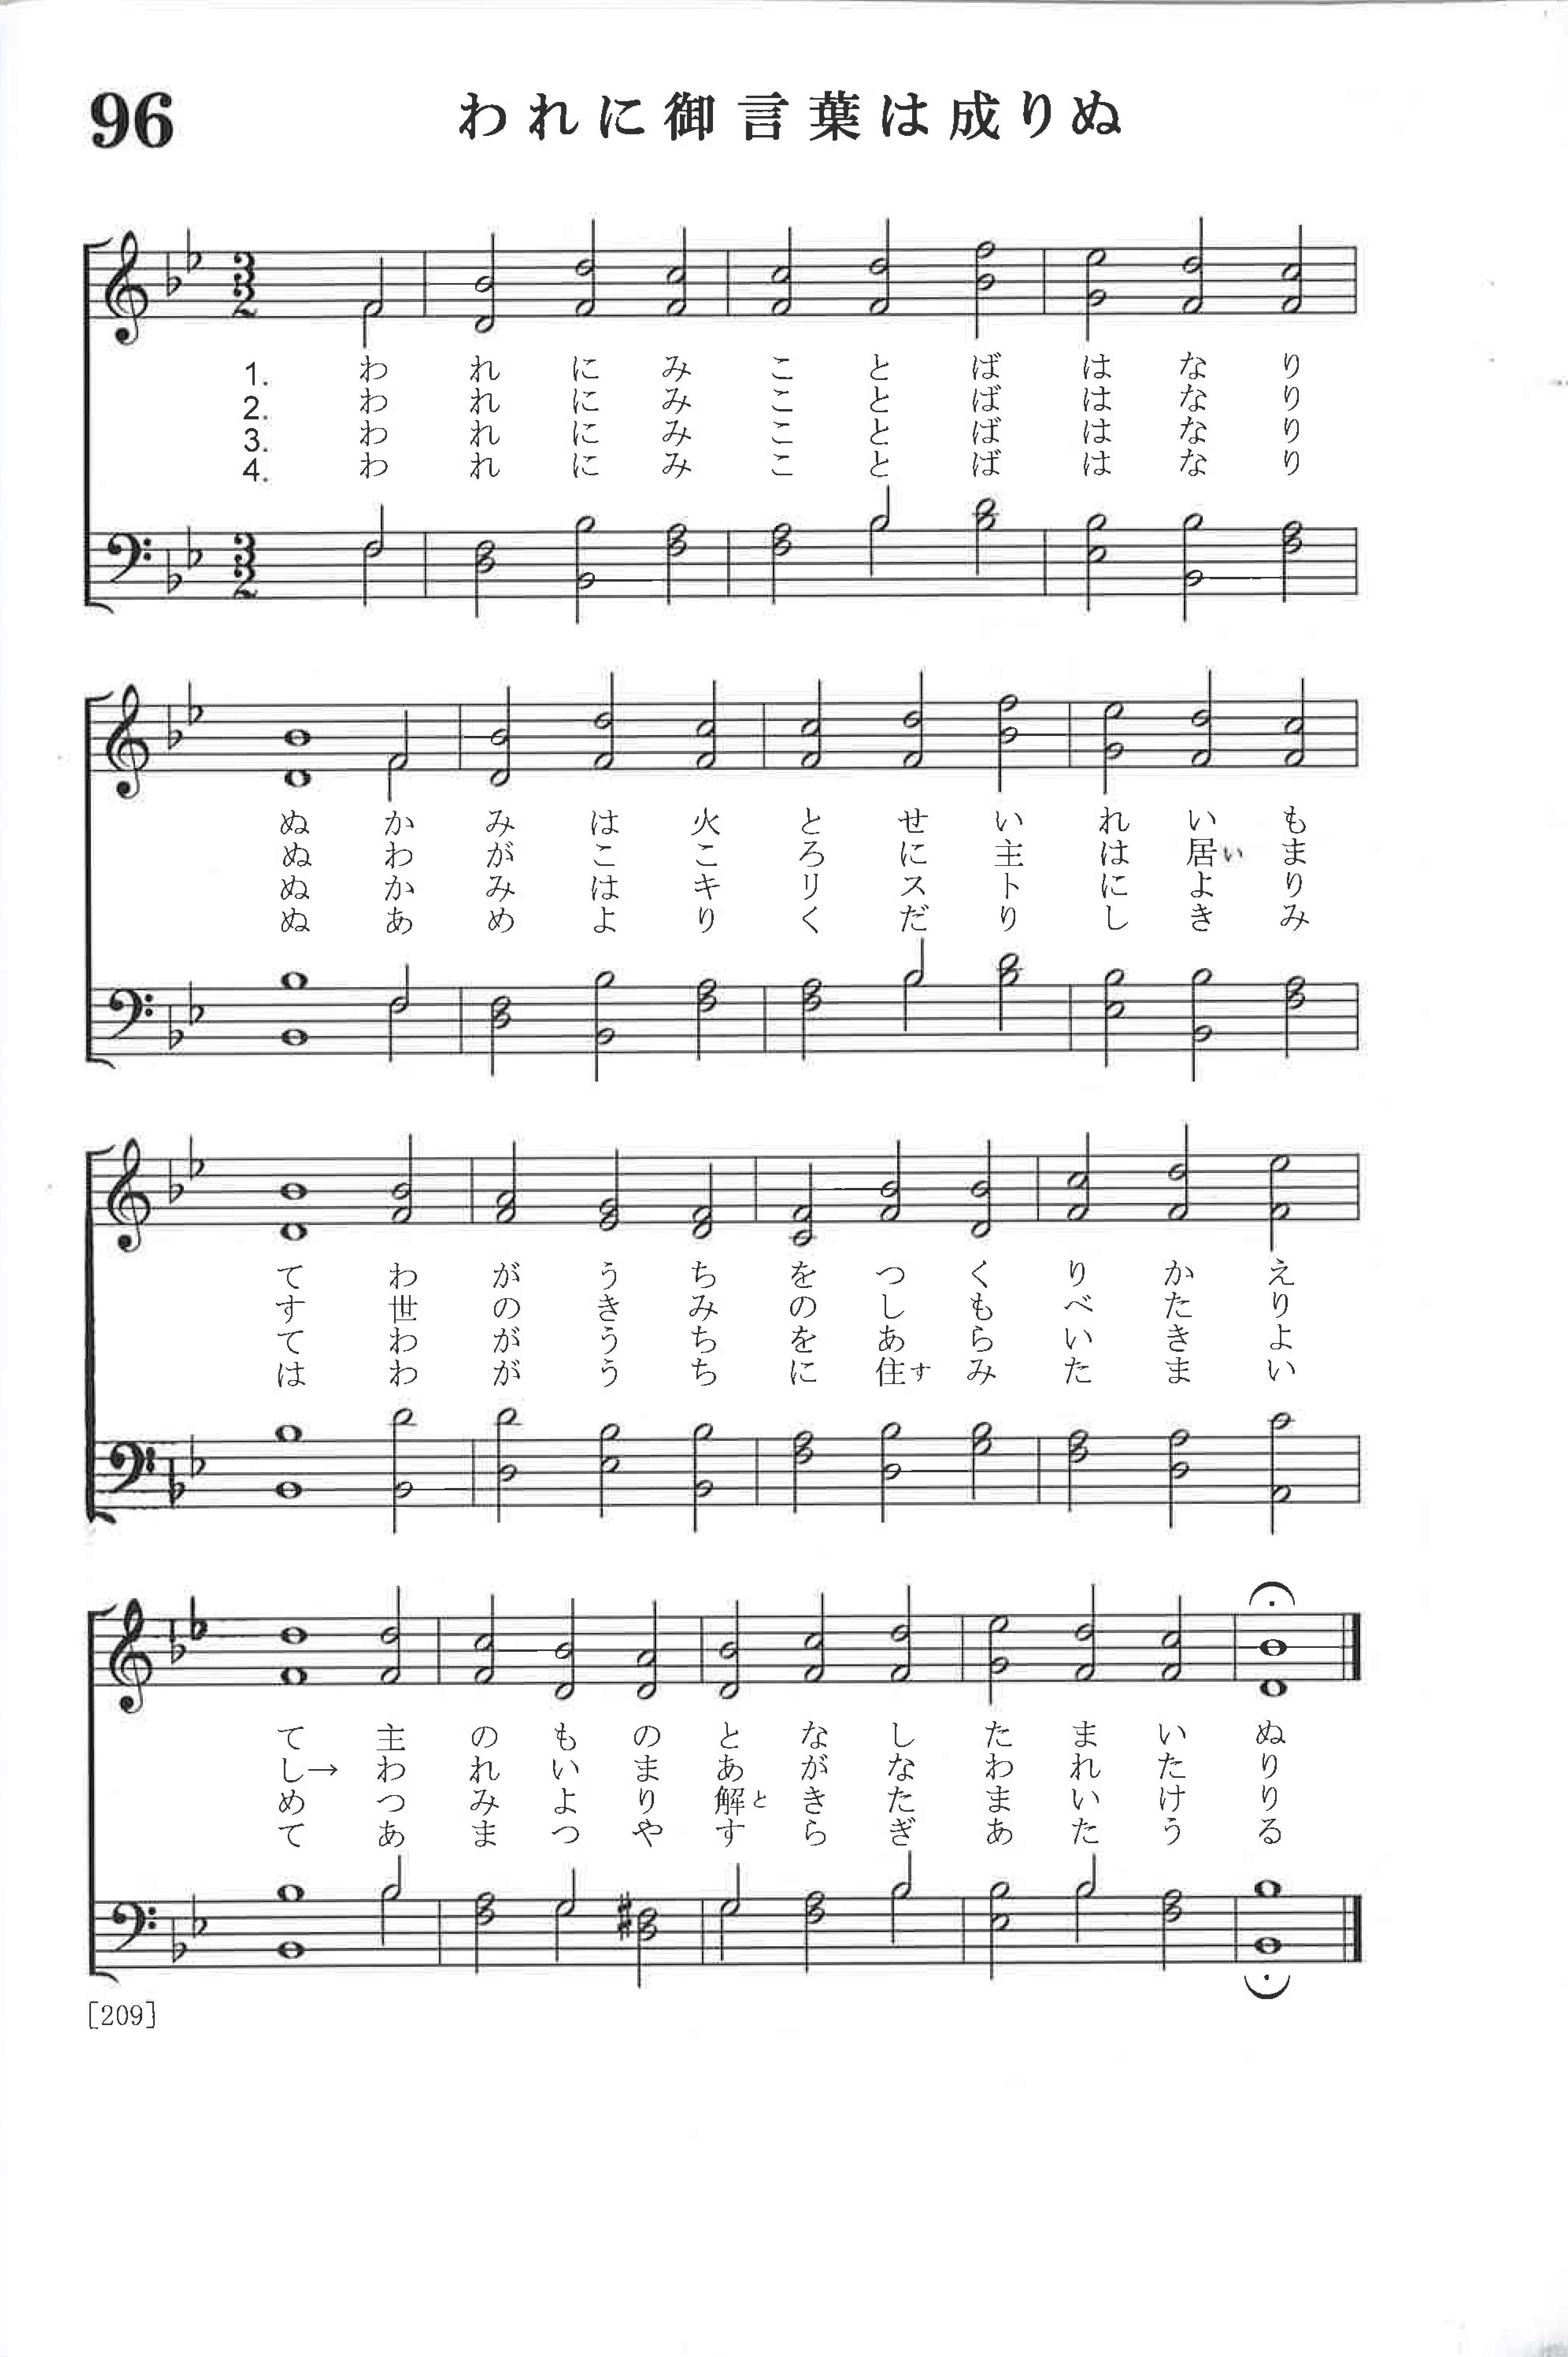 96
われに御言葉は成りぬ
1. わ れ に み こ と ば は な り
2. わ れ に み こ と ば は な り
3. わ れ に み こ と ば は な り
4. わ れ に み こ と ば は な り
ぬ か み は 火 と せ い れ い も
ぬ わ が こ こ ろ に 主 は 居い ま
ぬ か み は キ リ ス ト に よ り
ぬ あ め よ り く だ り し き み
て わ が う ち を つ く り か え
す 世 の き み の し も べ た り
て わ が う ち を あ ら い き よ
は わ が う ち に 住す み た ま い
て 主 の も の と な し た ま い ぬ
し→ わ れ い ま あ が な わ れ た り
め つ み よ り 解と き た ま い け り
て あ ま つ や す ら ぎ あ た う る
[209]